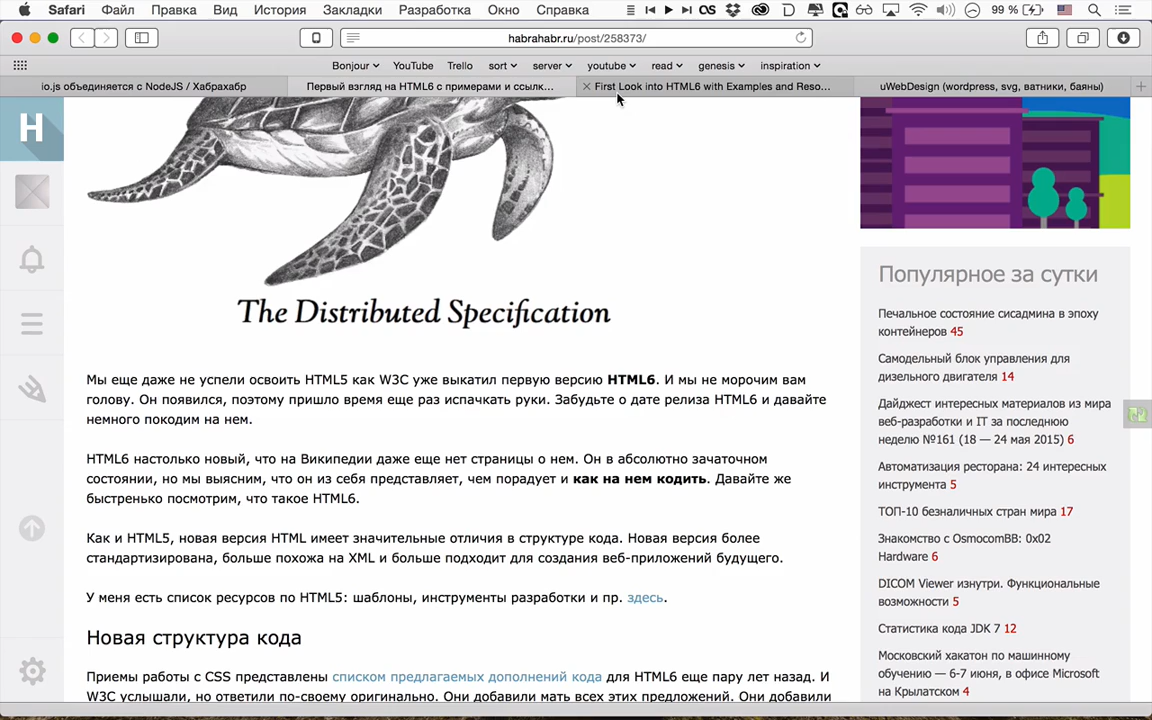 Safari Файл Правка Вид История Закладки Разработка Окно Справка 99 %
habrahabr.ru/post/258373/
Bonjour YouTube Trello sort server youtube read genesis inspiration
io.js объединяется с NodeJS / Хабрахабр
Первый взгляд на HTML6 с примерами и ссылк...
First Look into HTML6 with Examples and Reso...
uWebDesign (wordpress, svg, ватники, баяны)
H
The Distributed Specification
Мы еще даже не успели освоить HTML5 как W3C уже выкатил первую версию HTML6. И мы не морочим вам
голову. Он появился, поэтому пришло время еще раз испачкать руки. Забудьте о дате релиза HTML6 и давайте
немного покодим на нем.
HTML6 настолько новый, что на Википедии даже еще нет страницы о нем. Он в абсолютно зачаточном
состоянии, но мы выясним, что он из себя представляет, чем порадует и как на нем кодить. Давайте же
быстренько посмотрим, что такое HTML6.
Как и HTML5, новая версия HTML имеет значительные отличия в структуре кода. Новая версия более
стандартизирована, больше похожа на XML и больше подходит для создания веб-приложений будущего.
У меня есть список ресурсов по HTML5: шаблоны, инструменты разработки и пр. здесь.
Новая структура кода
Приемы работы с CSS представлены списком предлагаемых дополнений кода для HTML6 еще пару лет назад. И
W3C услышали, но ответили по-своему оригинально. Они добавили мать всех этих предложений. Они добавили
Популярное за сутки
Печальное состояние сисадмина в эпоху
контейнеров 45
Самодельный блок управления для
дизельного двигателя 14
Дайджест интересных материалов из мира
веб-разработки и IT за последнюю
неделю №161 (18 — 24 мая 2015) 6
Автоматизация ресторана: 24 интересных
инструмента 5
ТОП-10 безналичных стран мира 17
Знакомство с OsmocomBB: 0x02
Hardware 6
DICOM Viewer изнутри. Функциональные
возможности 5
Статистика кода JDK 7 12
Московский хакатон по машинному
обучению — 6-7 июня, в офисе Microsoft
на Крылатском 4